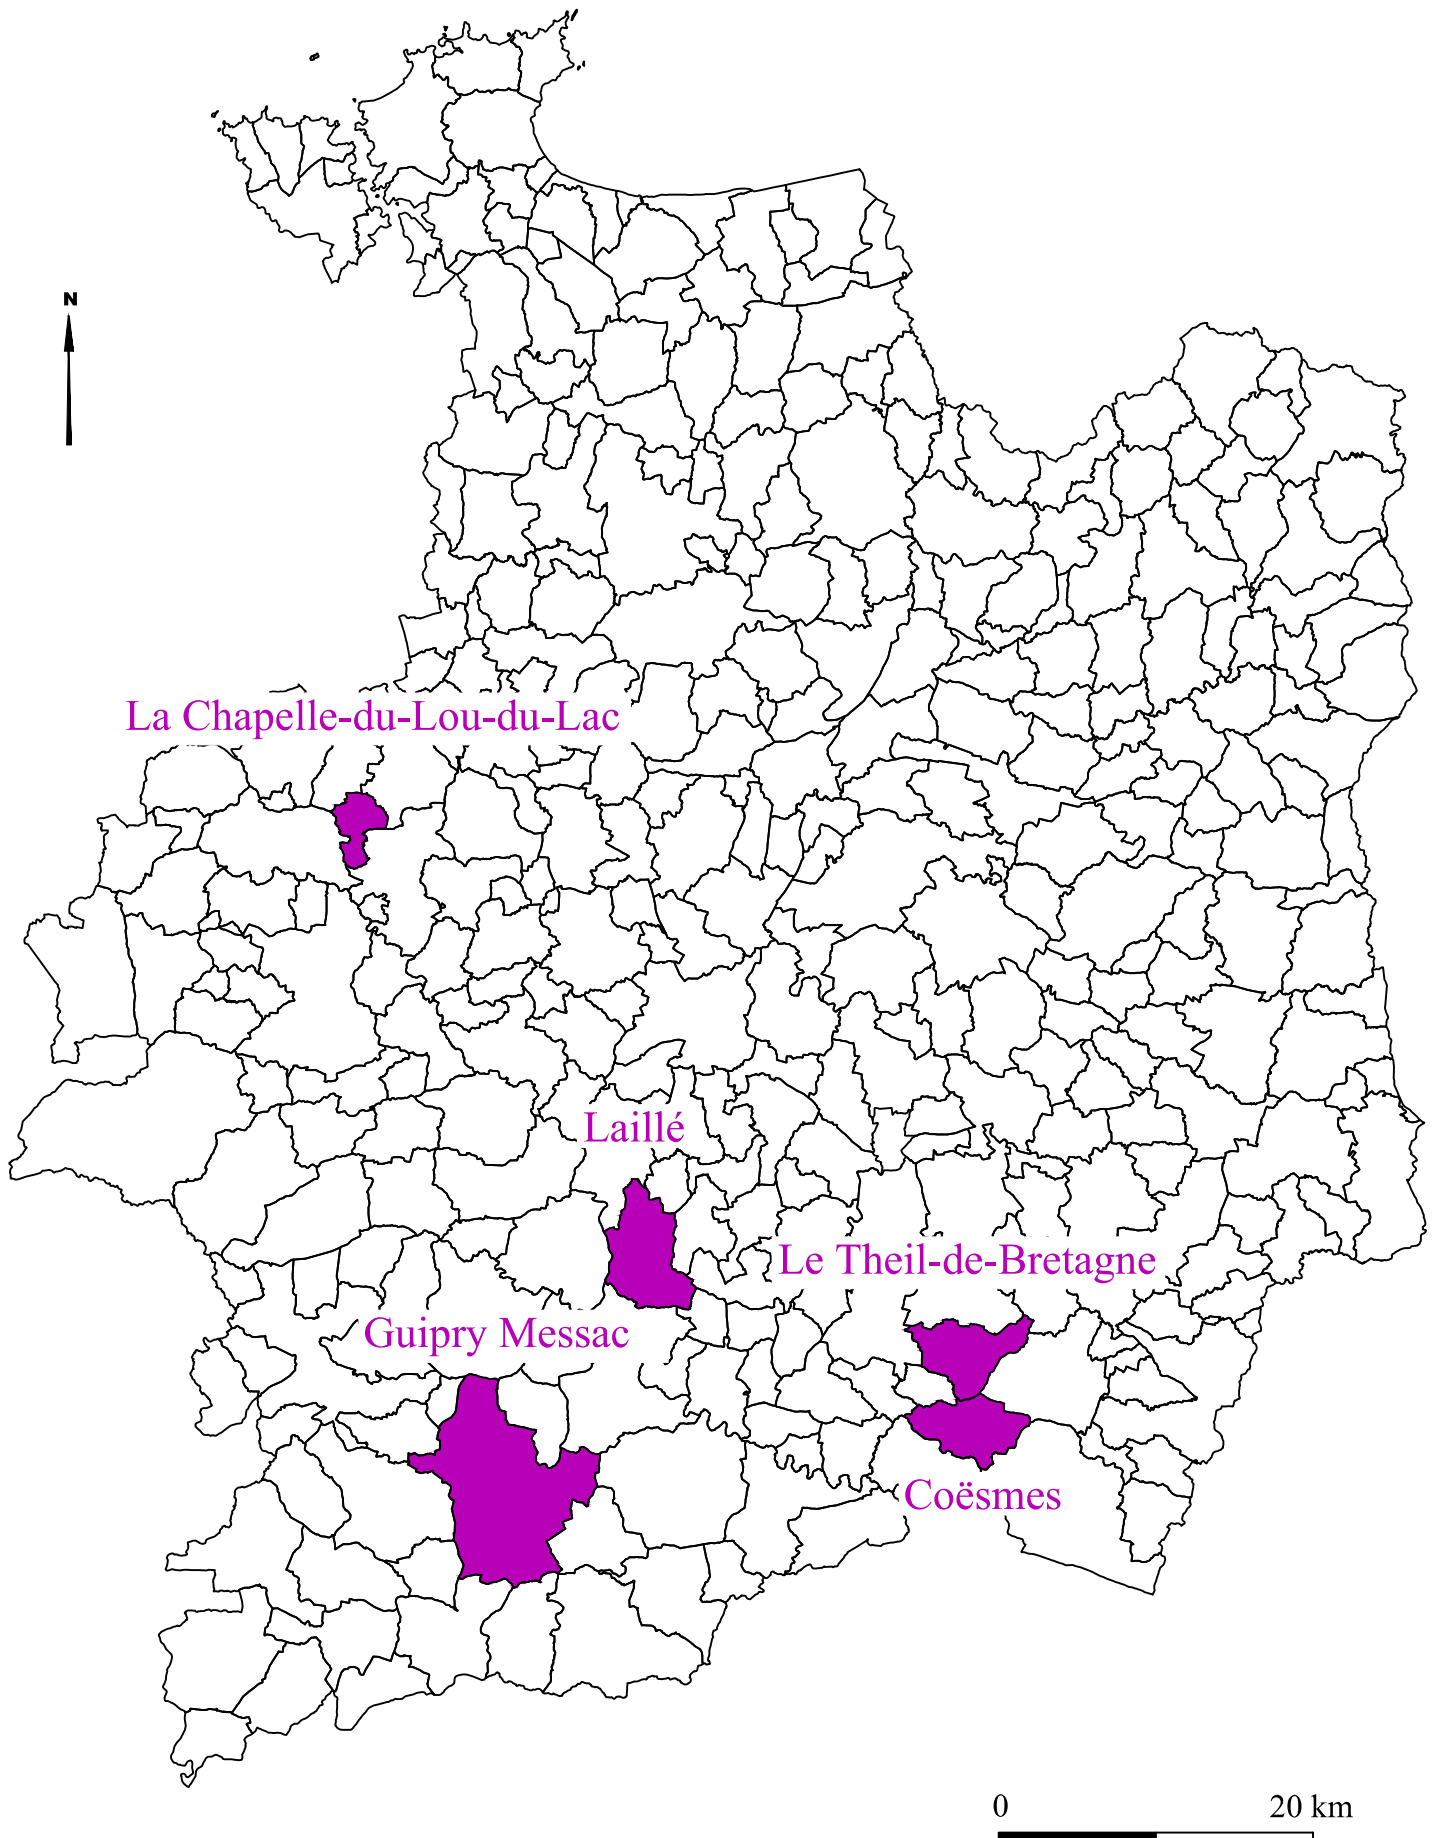 N
La Chapelle-du-Lou-du-Lac
Laillé
Le Theil-de-Bretagne
Guipry Messac
Coësmes
0 20 km